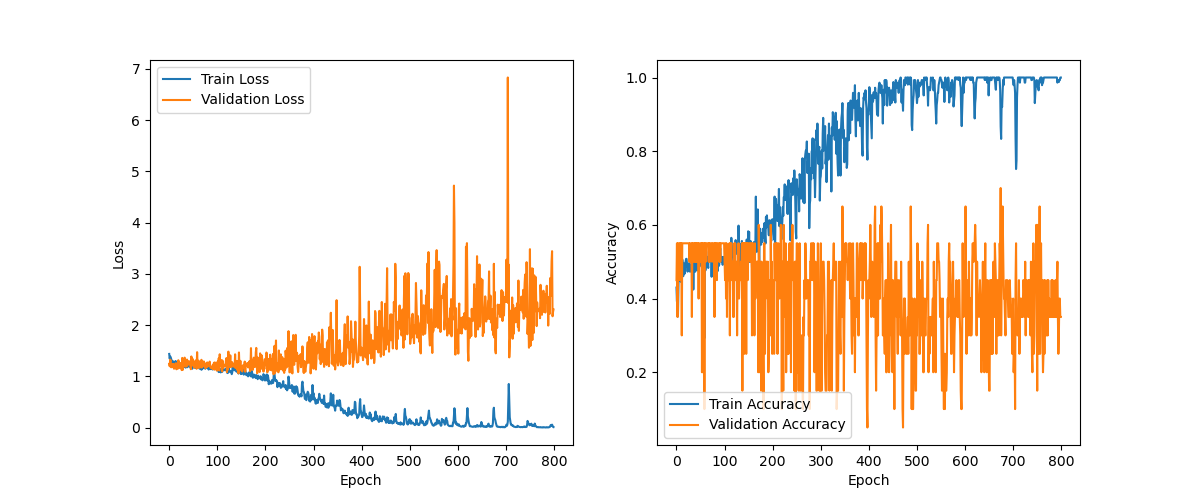 7
6
5
4
3
2
1
0
Loss
Train Loss
Validation Loss
0 100 200 300 400 500 600 700 800
Epoch
1.0
0.8
0.6
0.4
0.2
Accuracy
Train Accuracy
Validation Accuracy
0 100 200 300 400 500 600 700 800
Epoch